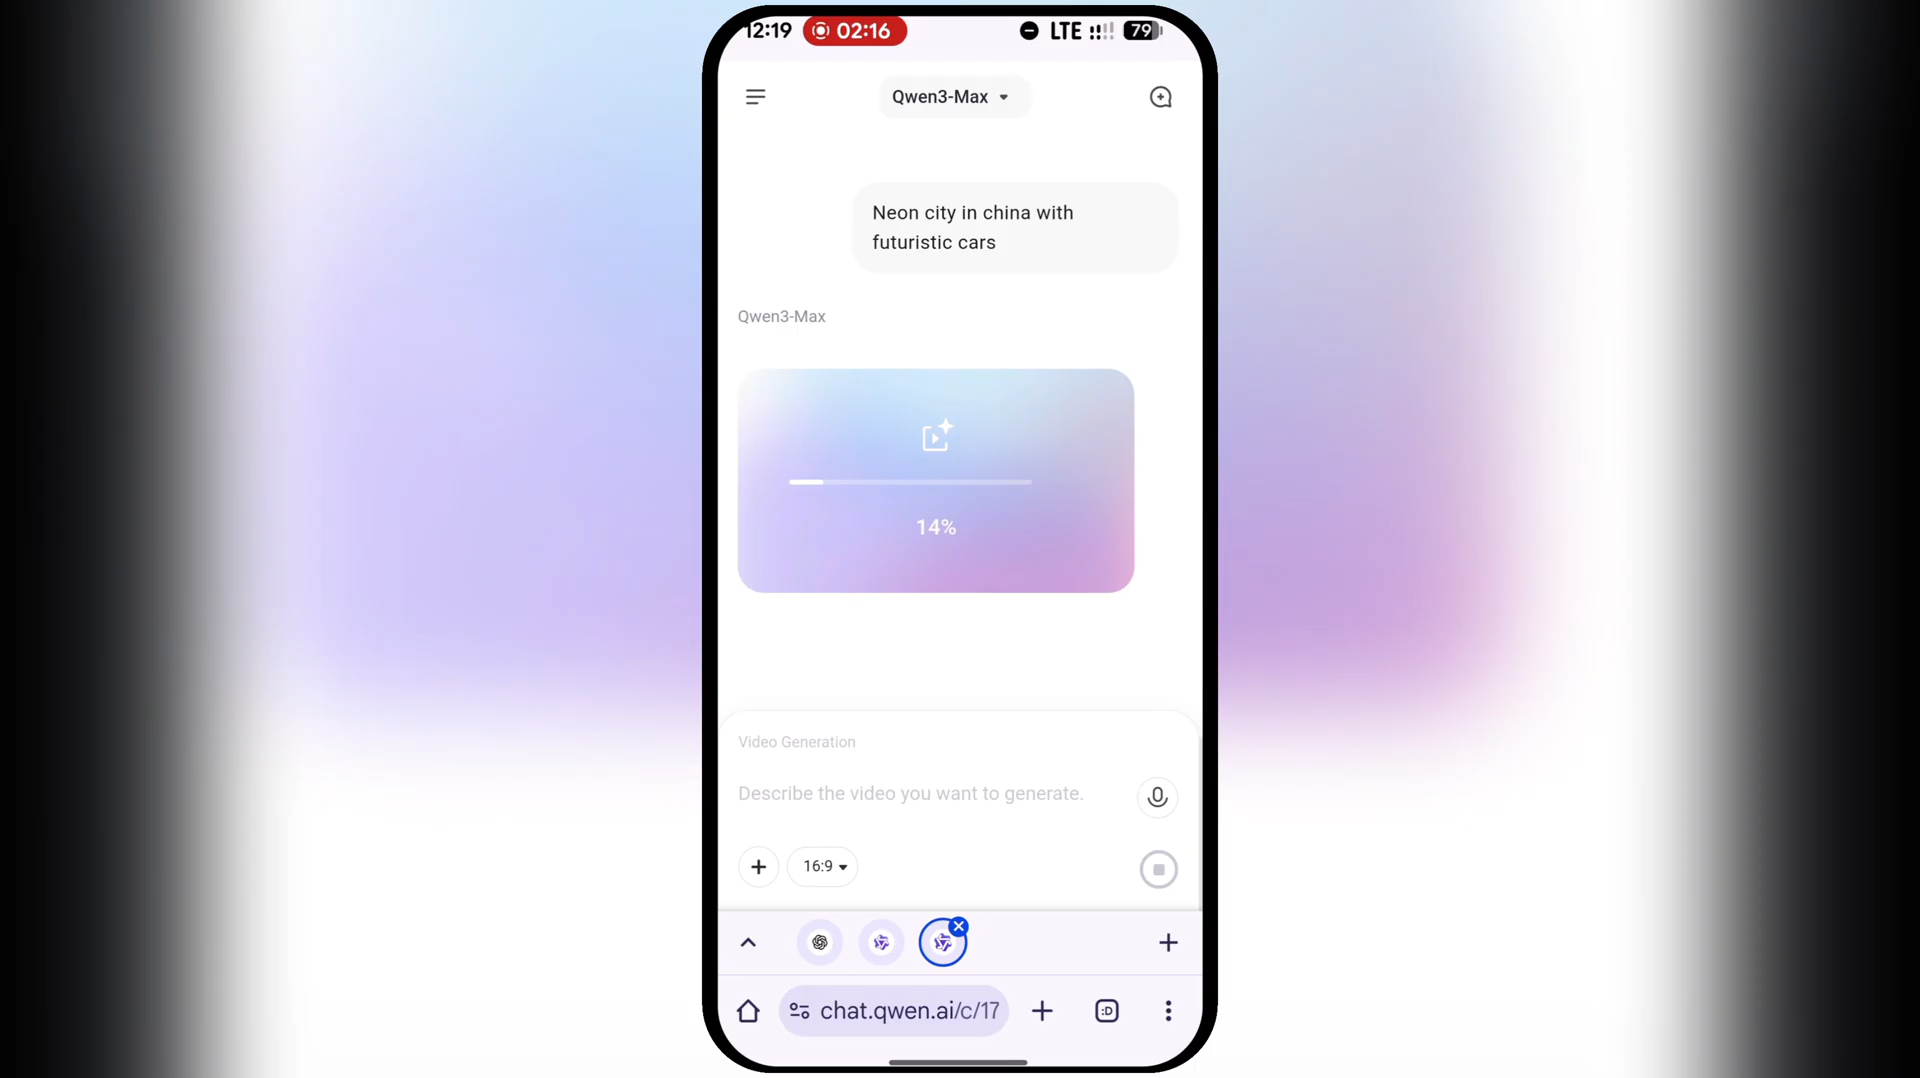 12:19 02:16 LTE 79
Qwen3-Max
Neon city in china with
futuristic cars
Qwen3-Max
14%
Video Generation
Describe the video you want to generate.
16:9
:D
chat.qwen.ai/c/17